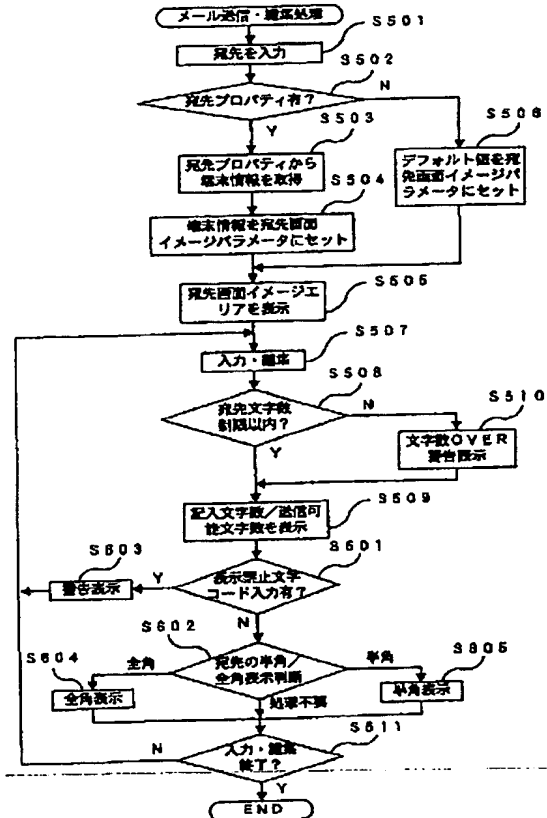 メール送信・編集処理
S501
宛先を入力
S502
宛先プロパティ有?
N
Y
S503
S506
宛先プロパティから
端末情報を取得
デフォルト値を宛
先画面イメージパ
ラメータにセット
S504
端末情報を宛先画面
イメージパラメータにセット
S505
宛先画面イメージエ
リアを表示
S507
入力・編集
S508
宛先文字数
制限以内?
N
Y
S510
文字数OVER
警告表示
S509
記入文字数/送信可
能文字数を表示
S601
表示禁止文字
コード入力有?
Y
S603
警告表示
N
S602
宛先の半角/
全角表示判断
全角
半角
S604
全角表示
S605
半角表示
処理不要
S511
入力・編集
終了?
N
Y
END